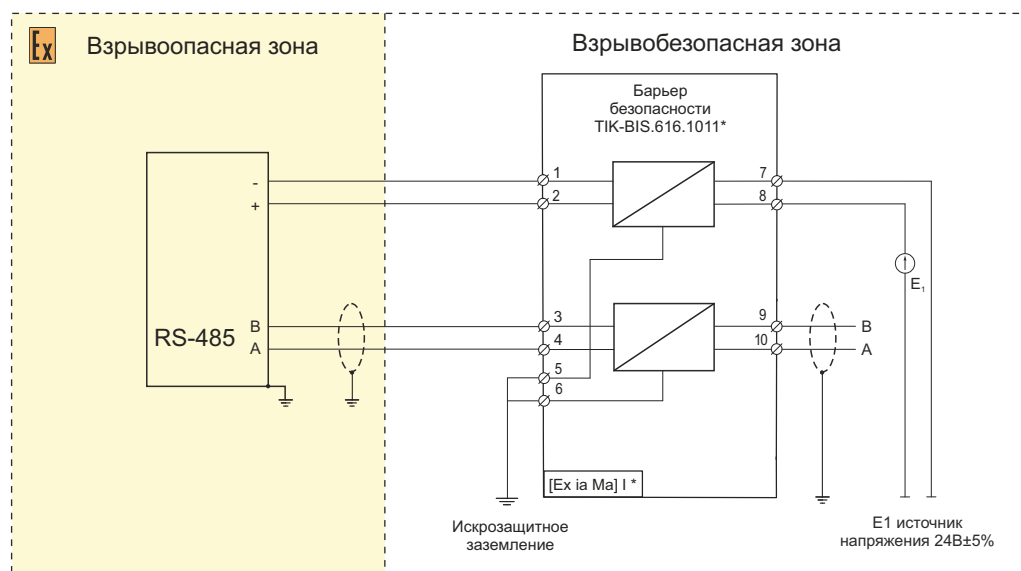 Ex
Взрывоопасная зона
Взрывобезопасная зона
Барьер
безопасности
TIK-BIS.616.1011*
-
+
1
2
7
8
E1
RS-485
B
A
3
4
5
6
9
10
B
A
[Ex ia Ma] I *
Искрозащитное
заземление
E1 источник
напряжения 24В±5%